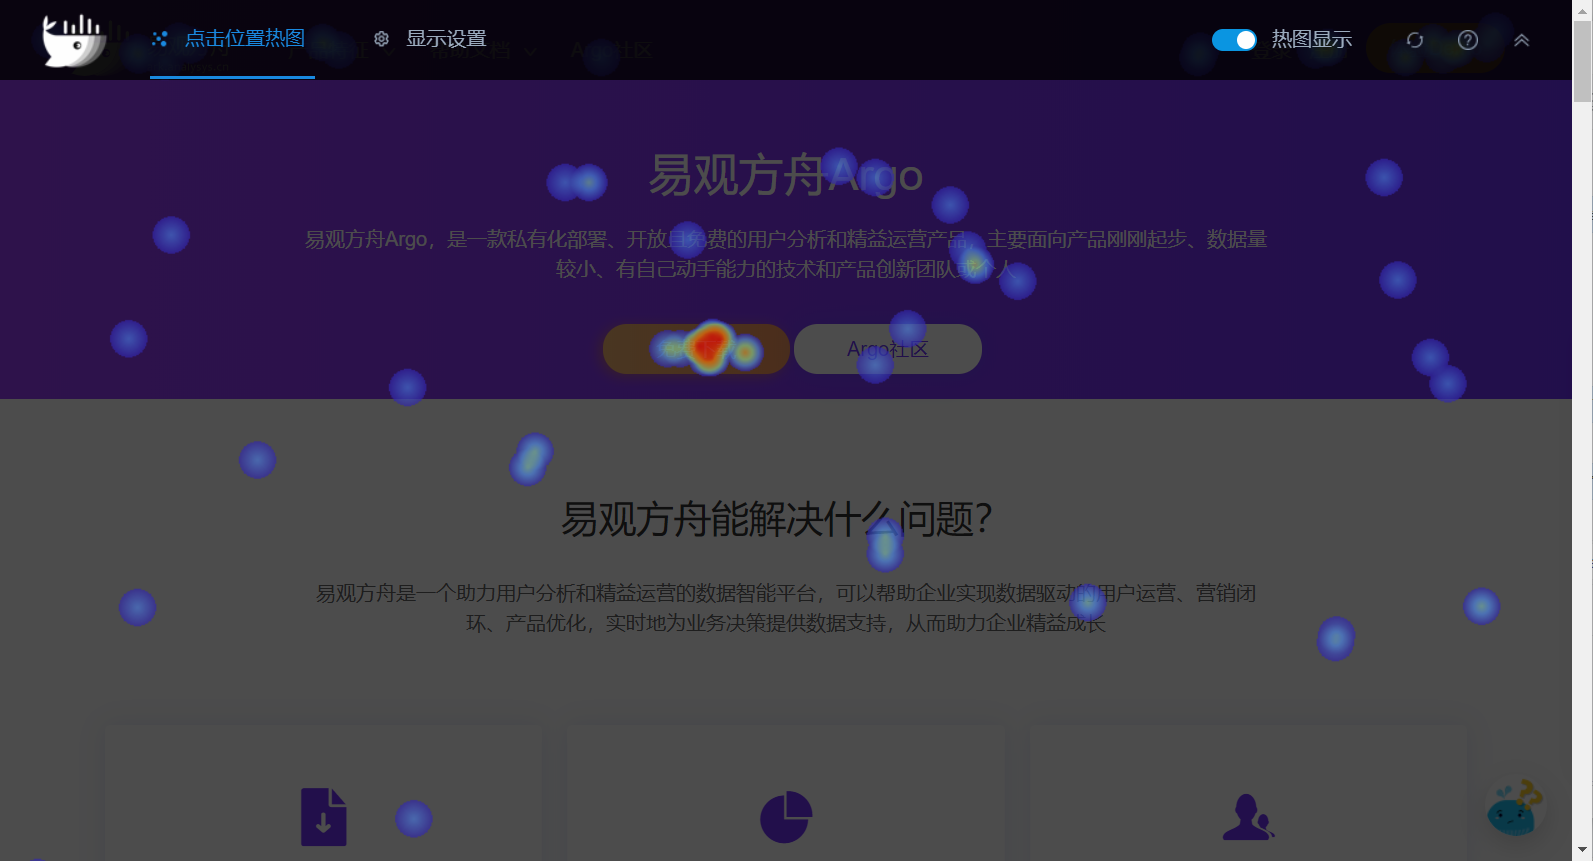 点击位置热图
显示设置
热图显示
易观方舟Argo
易观方舟Argo，是一款私有化部署、开放且免费的用户分析和精益运营产品，主要面向产品刚刚起步、数据量
较小、有自己动手能力的技术和产品创新团队或个人
Argo社区
易观方舟能解决什么问题?
易观方舟是一个助力用户分析和精益运营的数据智能平台，可以帮助企业实现数据驱动的用户运营、营销闭
环、产品优化，实时地为业务决策提供数据支持，从而助力企业精益成长